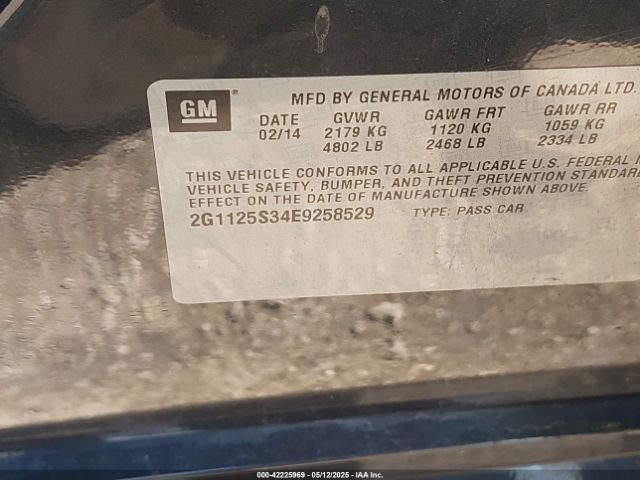 GM ®
MFD BY GENERAL MOTORS OF CANADA LTD.
DATE GVWR GAWR FRT GAWR RR
02/14 2179 KG 1120 KG 1059 KG
4802 LB 2468 LB 2334 LB
THIS VEHICLE CONFORMS TO ALL APPLICABLE U.S. FEDERAL
VEHICLE SAFETY, BUMPER, AND THEFT PREVENTION STANDARD
EFFECT ON THE DATE OF MANUFACTURE SHOWN ABOVE.
2G1125S34E9258529 TYPE: PASS CAR
000-42225969 - 05/12/2025 - IAA Inc.